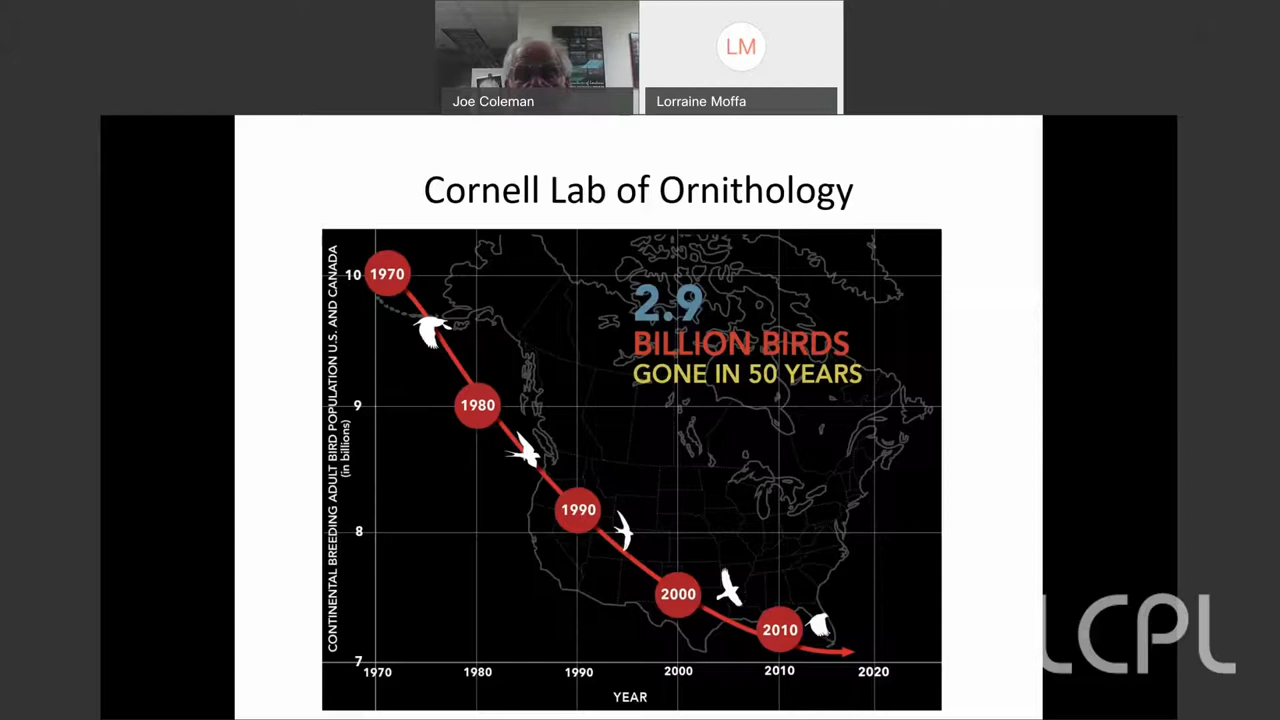 LM
Joe Coleman
Lorraine Moffa
Cornell Lab of Ornithology
CONTINENTAL BREEDING ADULT BIRD POPULATION U.S. AND CANADA
(in billions)
10
9
8
7
1970
1980
1990
2000
2010
2.9
BILLION BIRDS
GONE IN 50 YEARS
1970
1980
1990
2000
2010
2020
YEAR
LCPL